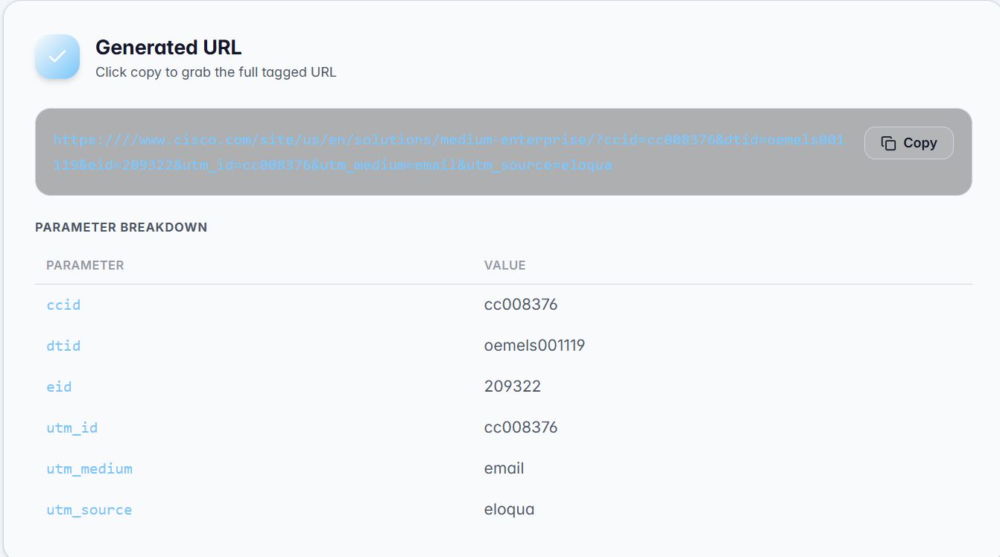 Generated URL
Click copy to grab the full tagged URL
https:////www.cisco.com/site/us/en/solutions/medium-enterprise/?ccid=cc008376&dtid=oemels001
119&eid=209322&utm_id=cc008376&utm_medium=email&utm_source=eloqua
Copy
PARAMETER BREAKDOWN
PARAMETER VALUE
ccid cc008376
dtid oemels001119
eid 209322
utm_id cc008376
utm_medium email
utm_source eloqua